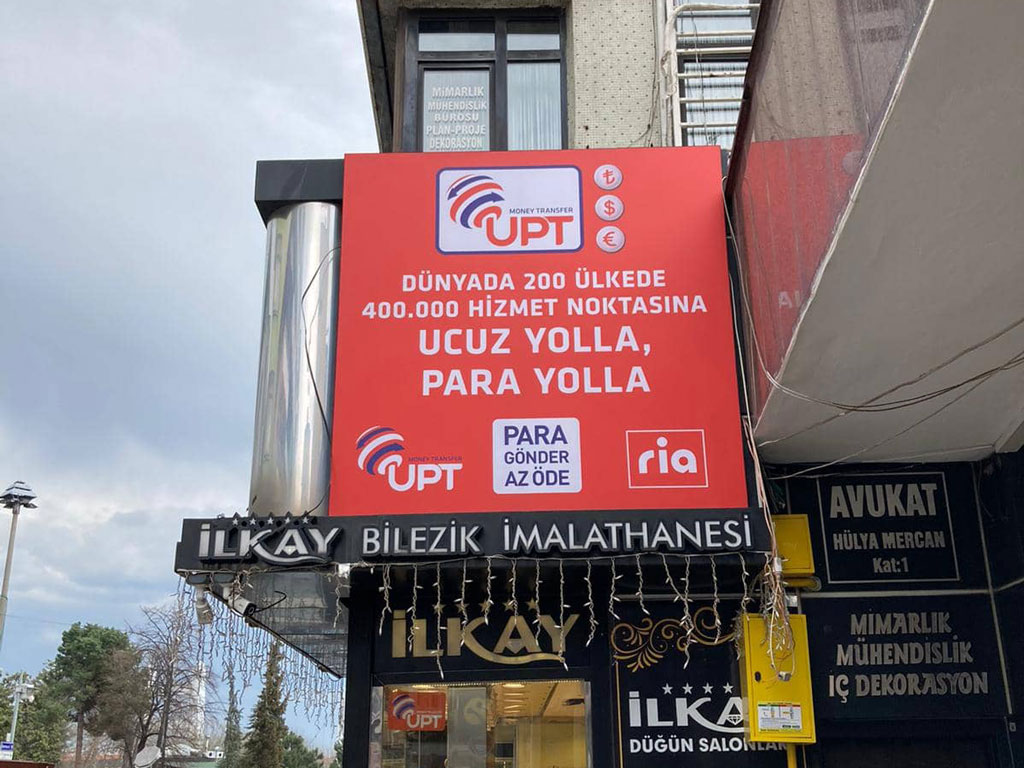 MİMARLIK
MÜHENDİSLİK
BÜROSU
PLAN-PROJE
DEKORASYON
MONEY TRANSFER
UPT
₺
$
€
DÜNYADA 200 ÜLKEDE
400.000 HİZMET NOKTASINA
UCUZ YOLLA,
PARA YOLLA
MONEY TRANSFER
UPT
PARA
GÖNDER
AZ ÖDE
ria
İLKAY BİLEZİK İMALATHANESİ
İLKAY
UPT
İLKA
DÜĞÜN SALONLAR
AVUKAT
HÜLYA MERCAN
Kat:1
MİMARLIK
MÜHENDİSLİK
İÇ DEKORASYON